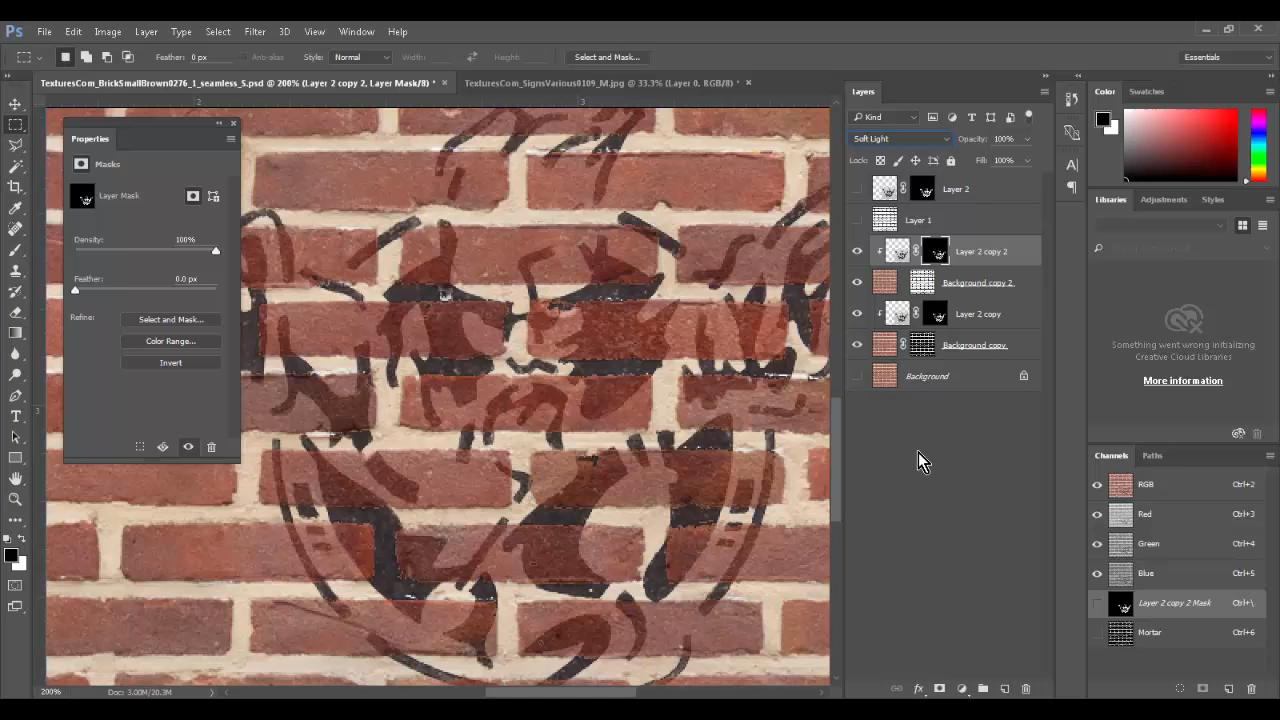 Ps File Edit Image Layer Type Select Filter 3D View Window Help
Feather: 0 px Anti-alias Style: Normal Width: Height: Select and Mask... Essentials
TexturesCom_BrickSmallBrown0276_1_seamless_S.psd @ 200% (Layer 2 copy 2, Layer Mask/8) * × TexturesCom_SignsVarious0109_M.jpg @ 33.3% (Layer 0, RGB/8) * ×
2 3
3
Properties
Masks
Layer Mask
Density: 100%
Feather: 0.0 px
Refine: Select and Mask...
Color Range...
Invert
200% Doc: 3.00M/20.3M
Layers
Kind
Soft Light Opacity: 100%
Lock: Fill: 100%
Layer 2
Layer 1
Layer 2 copy 2
Background copy 2
Layer 2 copy
Background copy
Background
fx
Color Swatches
Libraries Adjustments Styles
Something went wrong initializing
Creative Cloud Libraries
More information
Channels Paths
RGB Ctrl+2
Red Ctrl+3
Green Ctrl+4
Blue Ctrl+5
Layer 2 copy 2 Mask Ctrl+\
Mortar Ctrl+6